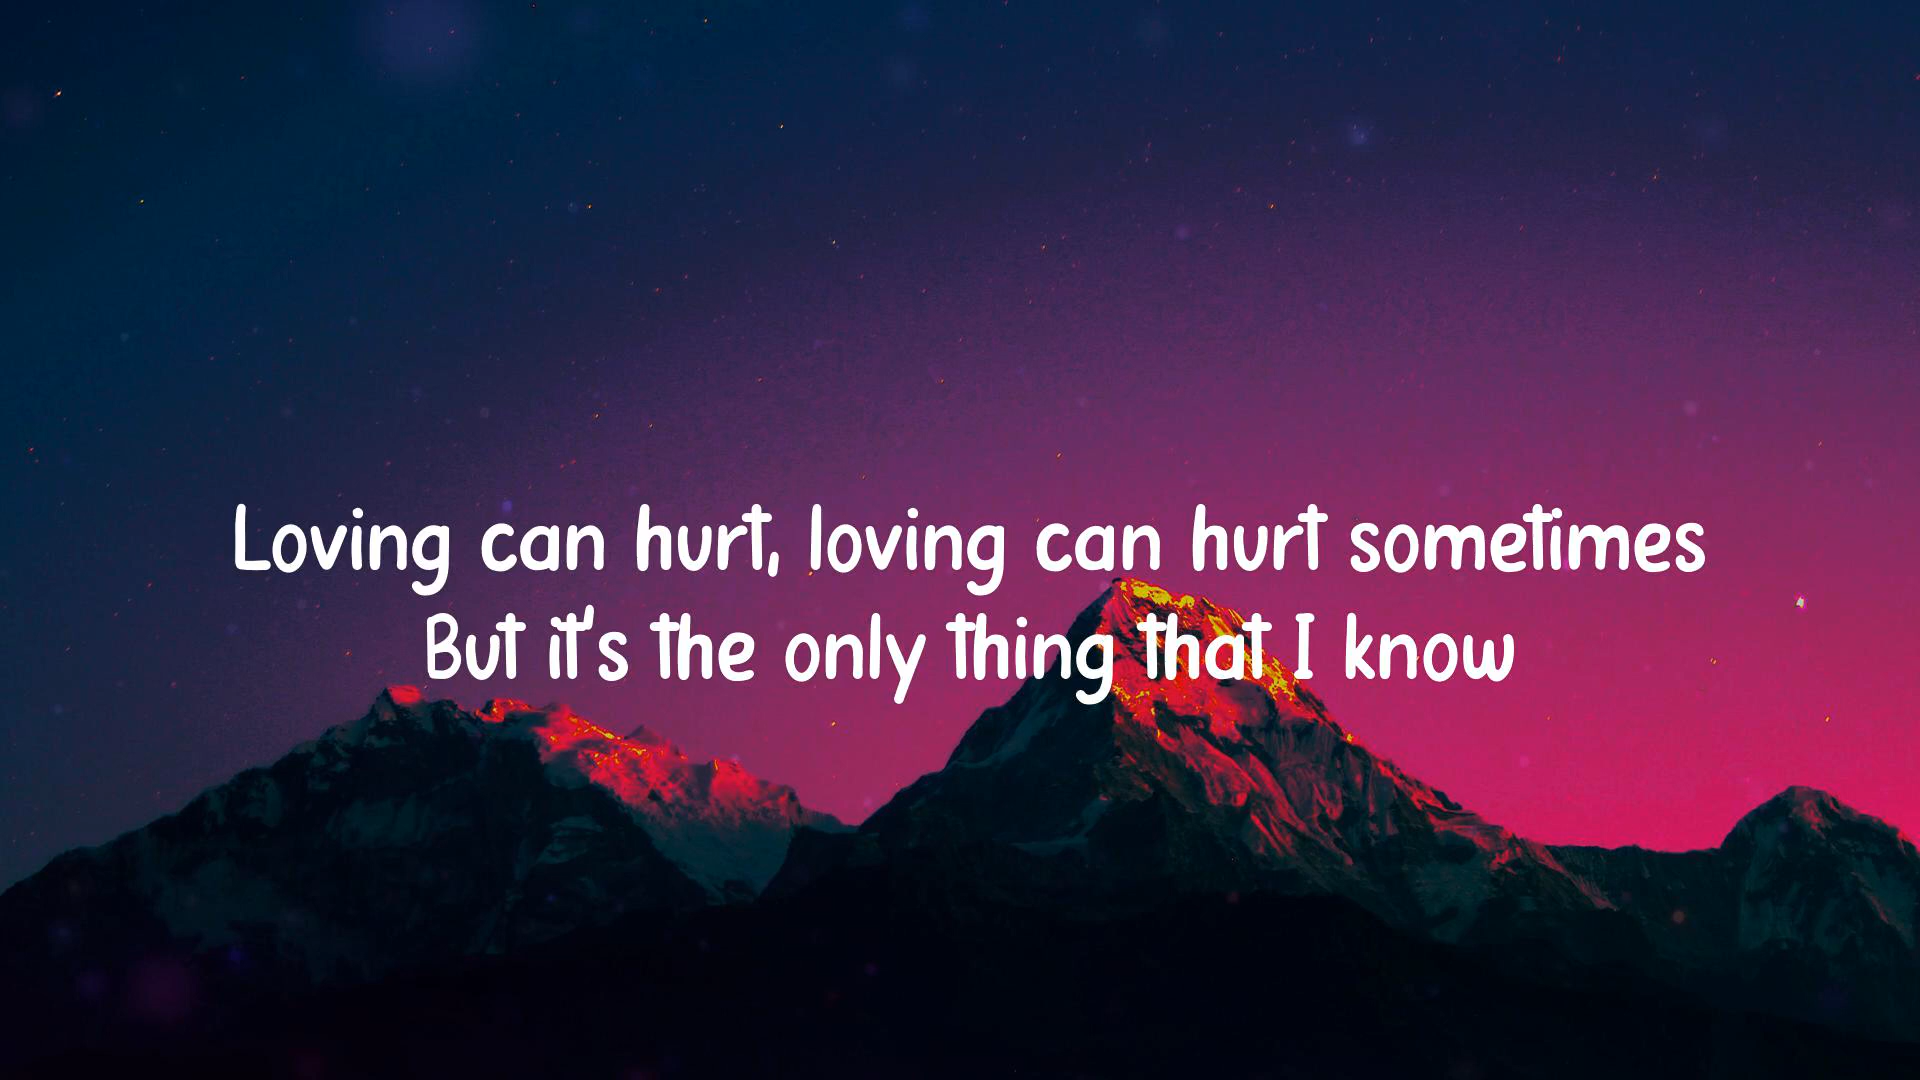 Loving can hurt, loving can hurt sometimes
But it's the only thing that I know